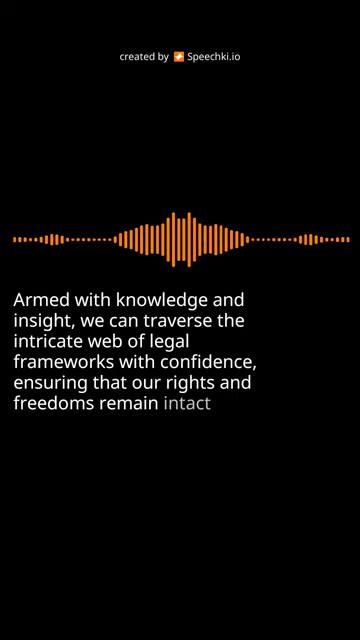 created by Speechki.io
Armed with knowledge and
insight, we can traverse the
intricate web of legal
frameworks with confidence,
ensuring that our rights and
freedoms remain intact